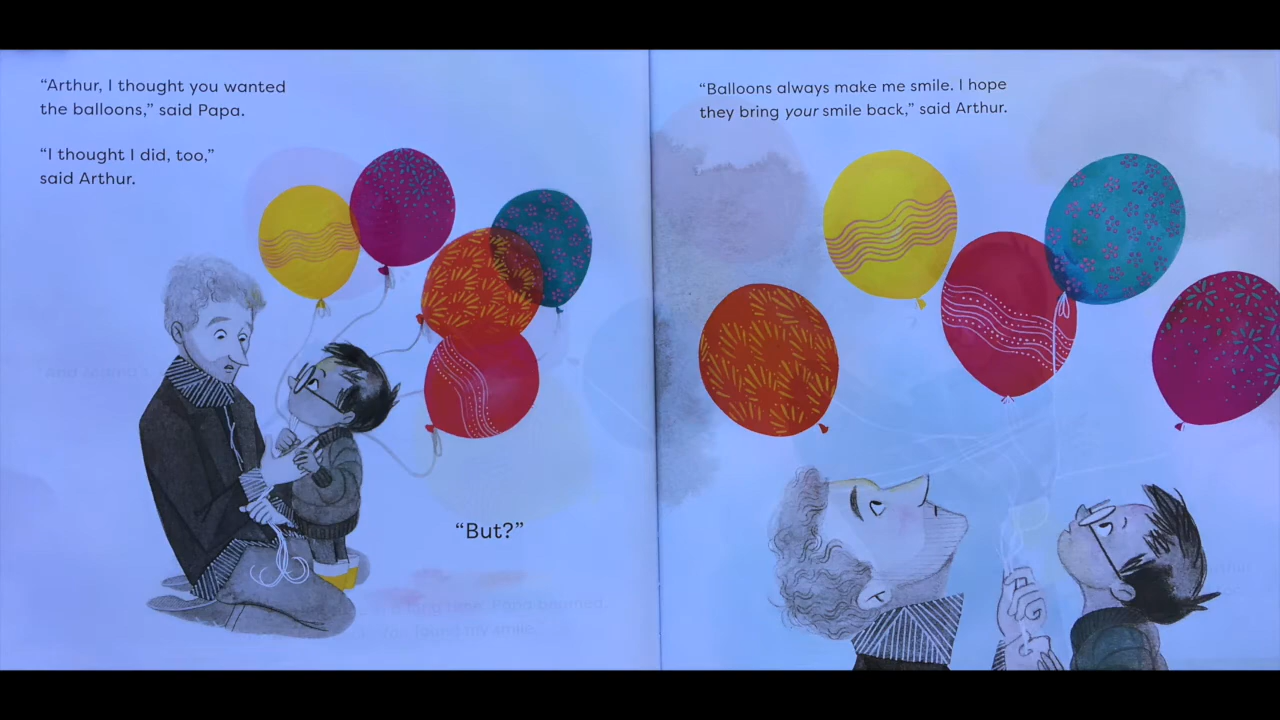 “Arthur, I thought you wanted
the balloons,” said Papa.
“I thought I did, too,”
said Arthur.
“But?”
“Balloons always make me smile. I hope
they bring your smile back,” said Arthur.